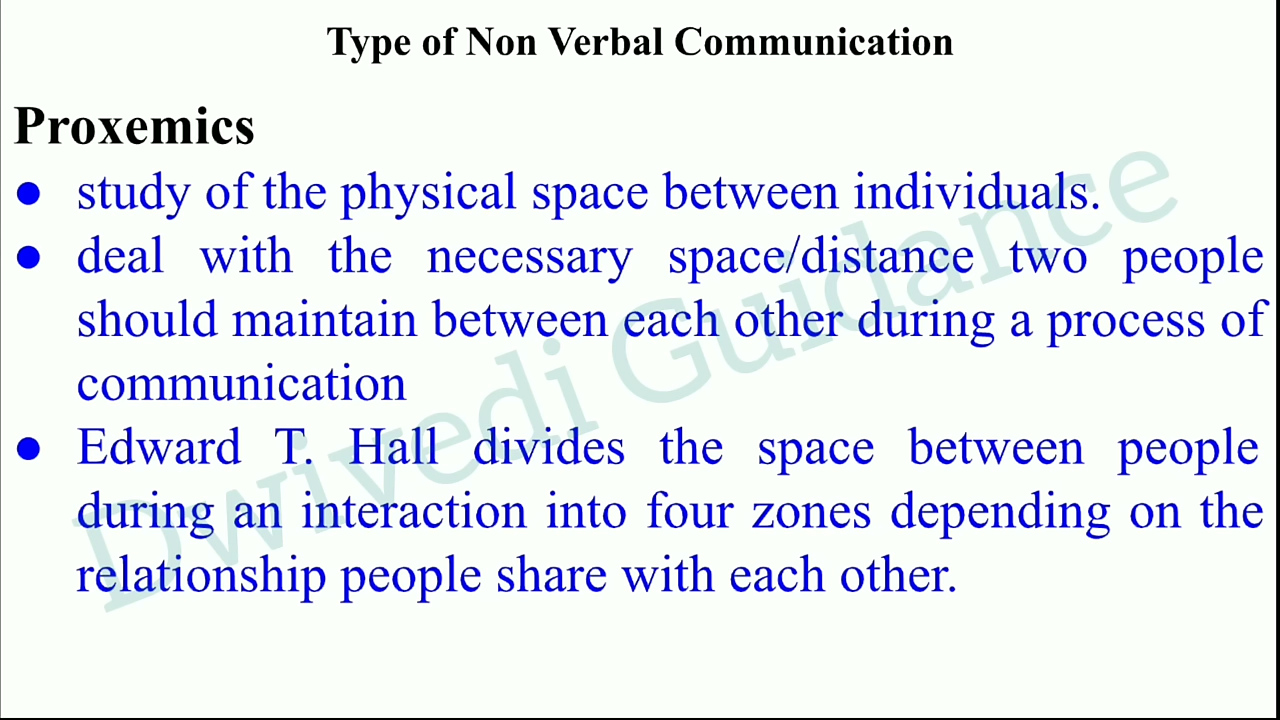 Type of Non Verbal Communication
Proxemics
● study of the physical space between individuals.
● deal with the necessary space/distance two people
should maintain between each other during a process of
communication
● Edward T. Hall divides the space between people
during an interaction into four zones depending on the
relationship people share with each other.
Dwivedi Guidance